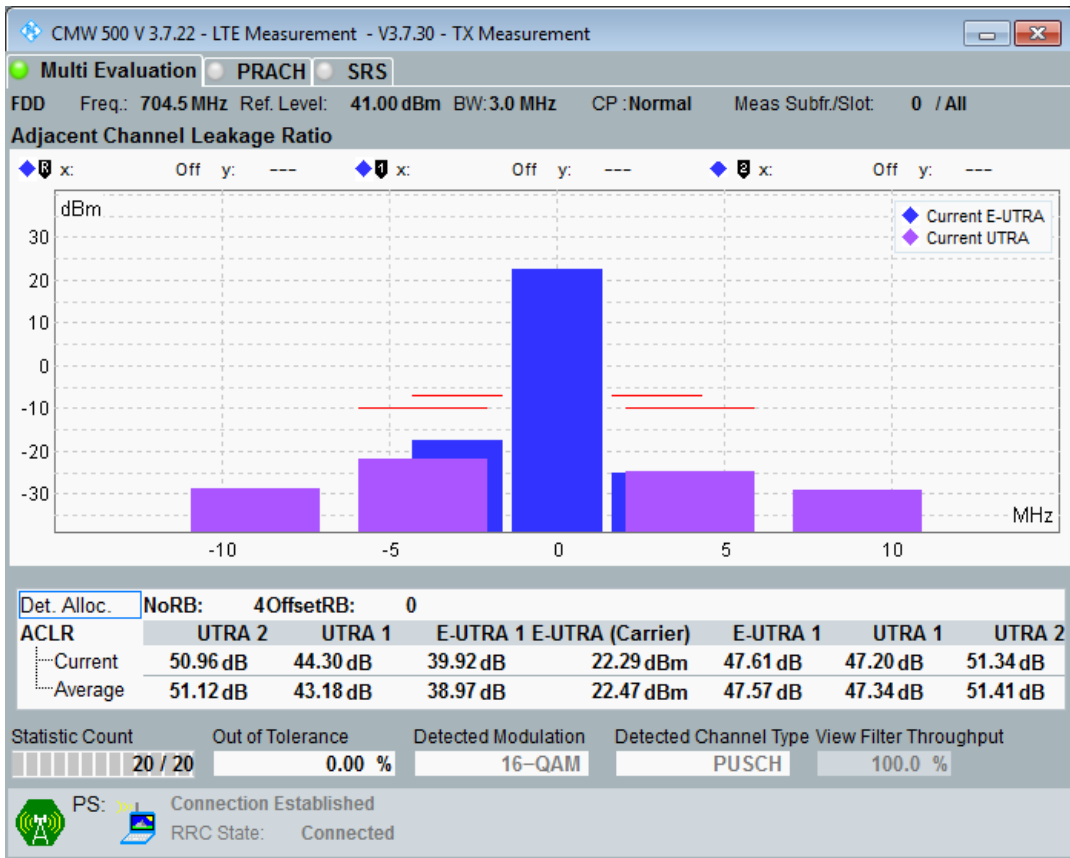 CMW 500 V 3.7.22 - LTE Measurement - V3.7.30 - TX Measurement
Multi Evaluation PRACH SRS
FDD Freq.: 704.5 MHz Ref. Level: 41.00 dBm BW: 3.0 MHz CP : Normal Meas Subfr./Slot: 0 / All
Adjacent Channel Leakage Ratio
R x: Off y: --- 1 x: Off y: --- 2 x: Off y: ---
dBm
Current E-UTRA
Current UTRA
30
20
10
0
-10
-20
-30
MHz
-10 -5 0 5 10
Det. Alloc. NoRB: 4 OffsetRB: 0
ACLR UTRA 2 UTRA 1 E-UTRA 1 E-UTRA (Carrier) E-UTRA 1 UTRA 1 UTRA 2
Current 50.96 dB 44.30 dB 39.92 dB 22.29 dBm 47.61 dB 47.20 dB 51.34 dB
Average 51.12 dB 43.18 dB 38.97 dB 22.47 dBm 47.57 dB 47.34 dB 51.41 dB
Statistic Count Out of Tolerance Detected Modulation Detected Channel Type View Filter Throughput
20 / 20 0.00 % 16-QAM PUSCH 100.0 %
PS: Connection Established
RRC State: Connected